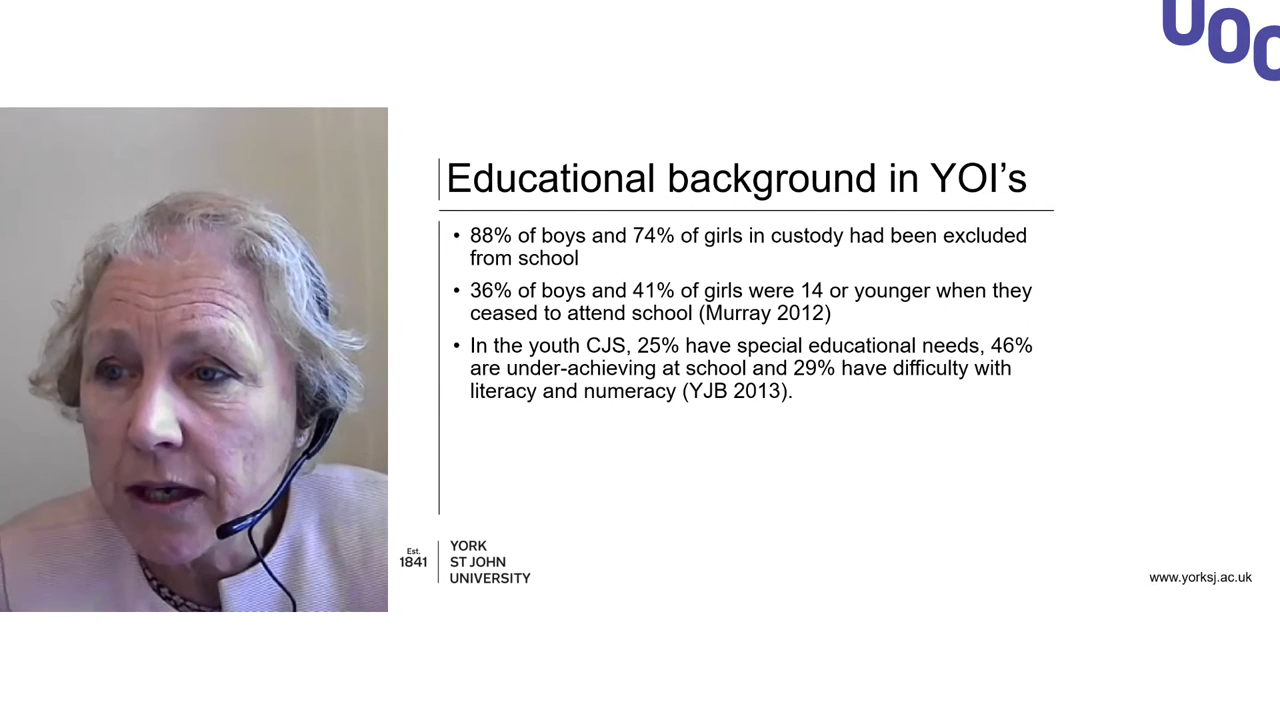 UOC
Educational background in YOI’s
• 88% of boys and 74% of girls in custody had been excluded
from school
• 36% of boys and 41% of girls were 14 or younger when they
ceased to attend school (Murray 2012)
• In the youth CJS, 25% have special educational needs, 46%
are under-achieving at school and 29% have difficulty with
literacy and numeracy (YJB 2013).
Est.
1841
YORK
ST JOHN
UNIVERSITY
www.yorksj.ac.uk